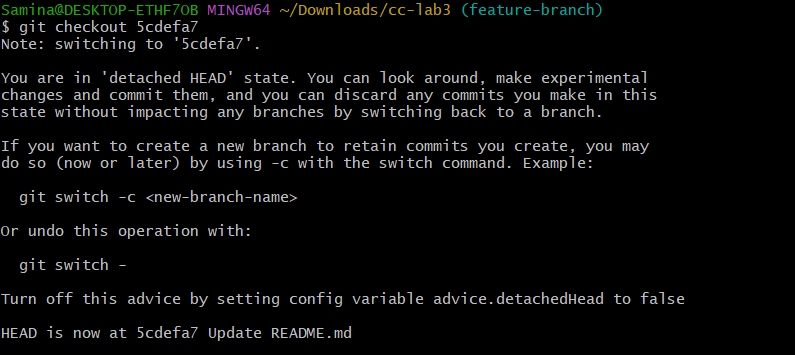 Samina@DESKTOP-ETHF7OB MINGW64 ~/Downloads/cc-lab3 (feature-branch)
$ git checkout 5cdefa7
Note: switching to '5cdefa7'.

You are in 'detached HEAD' state. You can look around, make experimental
changes and commit them, and you can discard any commits you make in this
state without impacting any branches by switching back to a branch.

If you want to create a new branch to retain commits you create, you may
do so (now or later) by using -c with the switch command. Example:

  git switch -c <new-branch-name>

Or undo this operation with:

  git switch -

Turn off this advice by setting config variable advice.detachedHead to false

HEAD is now at 5cdefa7 Update README.md